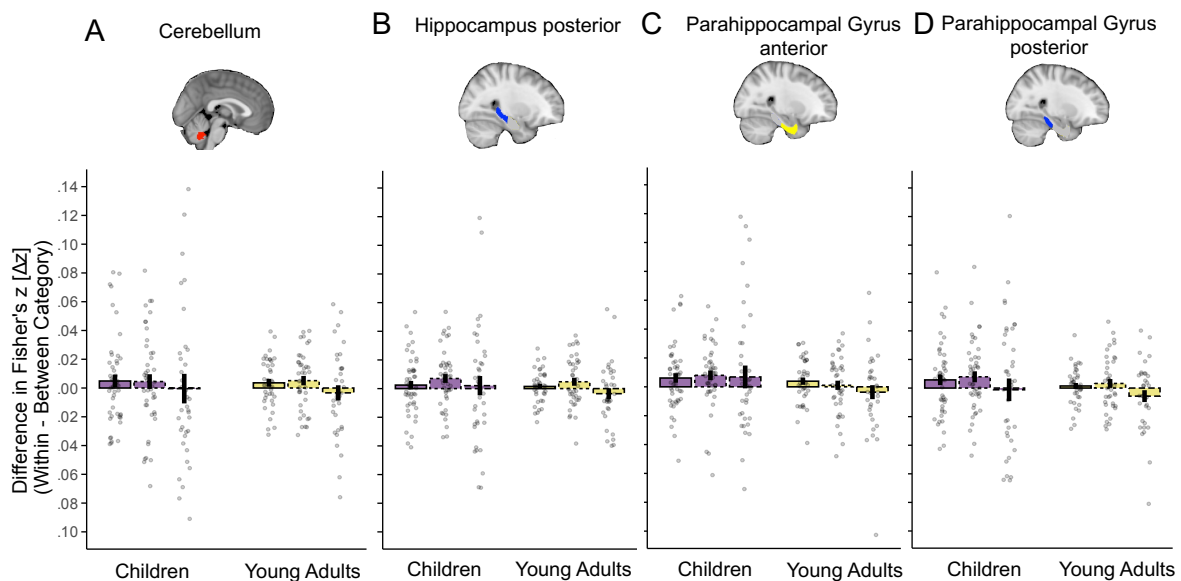 A Cerebellum
B Hippocampus posterior
C Parahippocampal Gyrus
anterior
D Parahippocampal Gyrus
posterior
Difference in Fisher's z [Δz]
(Within - Between Category)
.14
.12
.10
.08
.06
.04
.02
.00
.02
.04
.06
.08
.10
Children Young Adults
Children Young Adults
Children Young Adults
Children Young Adults